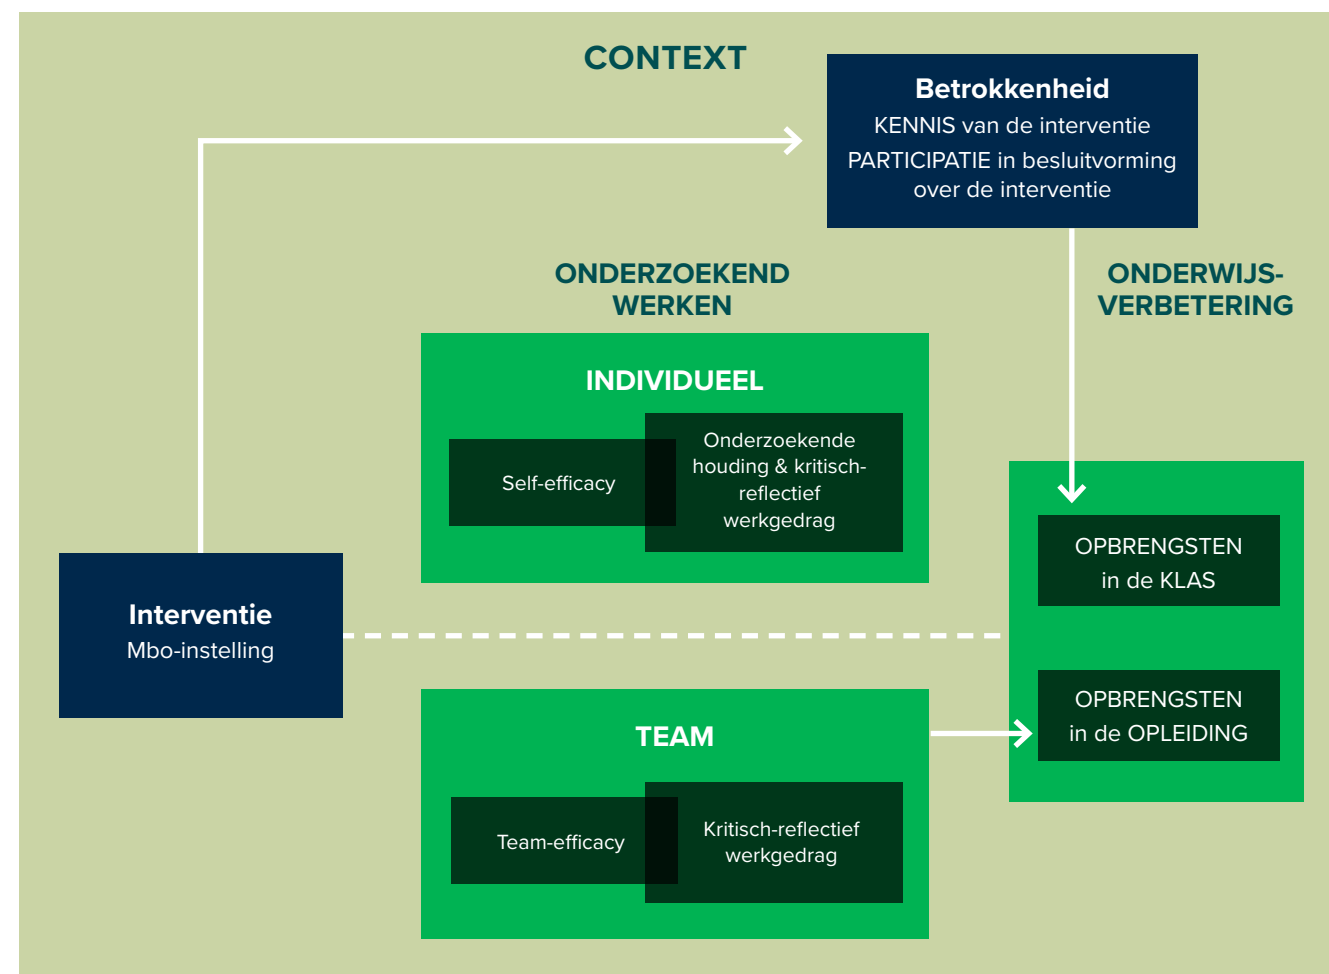 CONTEXT
Betrokkenheid
KENNIS van de interventie
PARTICIPATIE in besluitvorming
over de interventie
ONDERZOEKEND
WERKEN
ONDERWIJS-
VERBETERING
INDIVIDUEEL
Self-efficacy
Onderzoekende
houding & kritisch-
reflectief
werkgedrag
OPBRENGSTEN
in de KLAS
Interventie
Mbo-instelling
OPBRENGSTEN
in de OPLEIDING
TEAM
Team-efficacy
Kritisch-reflectief
werkgedrag